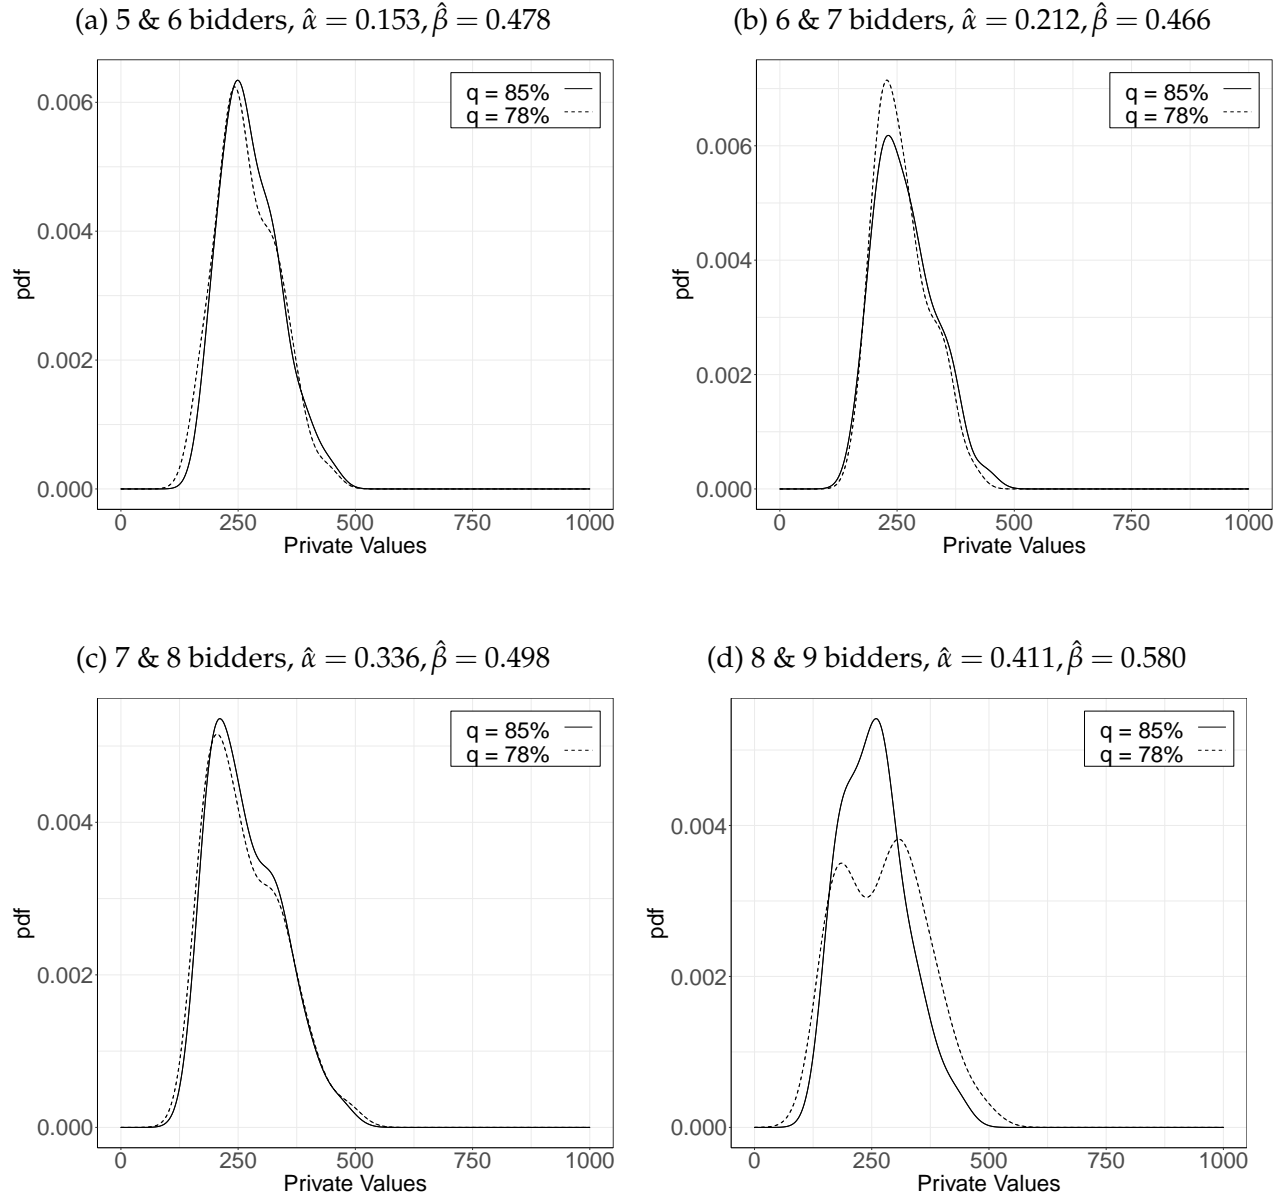 (a) 5 & 6 bidders, α̂ = 0.153, β̂ = 0.478
q = 85%
q = 78%
0.006
0.004
0.002
0.000
pdf
0 250 500 750 1000
Private Values
(b) 6 & 7 bidders, α̂ = 0.212, β̂ = 0.466
q = 85%
q = 78%
0.006
0.004
0.002
0.000
pdf
0 250 500 750 1000
Private Values
(c) 7 & 8 bidders, α̂ = 0.336, β̂ = 0.498
q = 85%
q = 78%
0.004
0.002
0.000
pdf
0 250 500 750 1000
Private Values
(d) 8 & 9 bidders, α̂ = 0.411, β̂ = 0.580
q = 85%
q = 78%
0.004
0.002
0.000
pdf
0 250 500 750 1000
Private Values